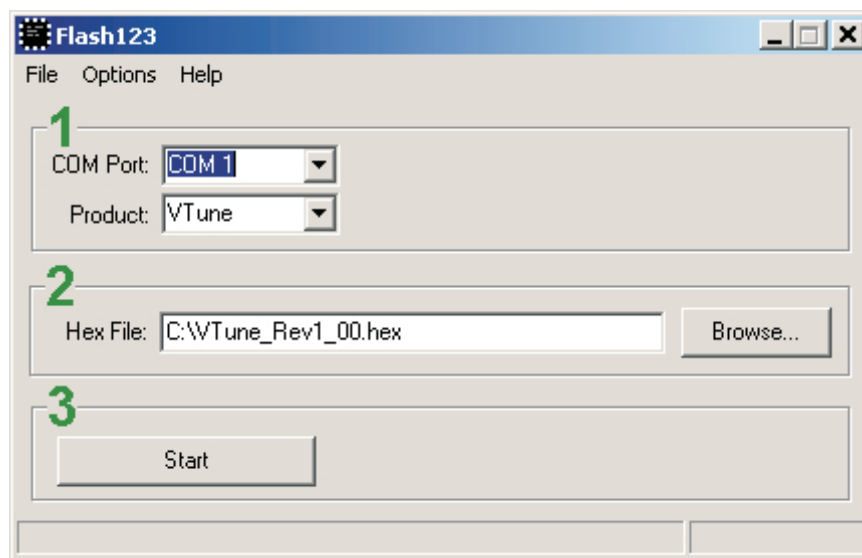 Flash123
File Options Help
1
COM Port: COM 1
Product: VTune
2
Hex File: C:\VTune_Rev1_00.hex Browse...
3
Start